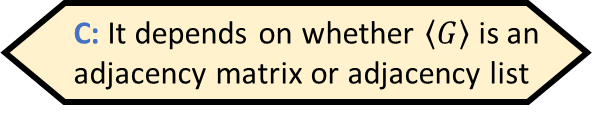 C: It depends on whether ⟨𝐺⟩ is an
adjacency matrix or adjacency list